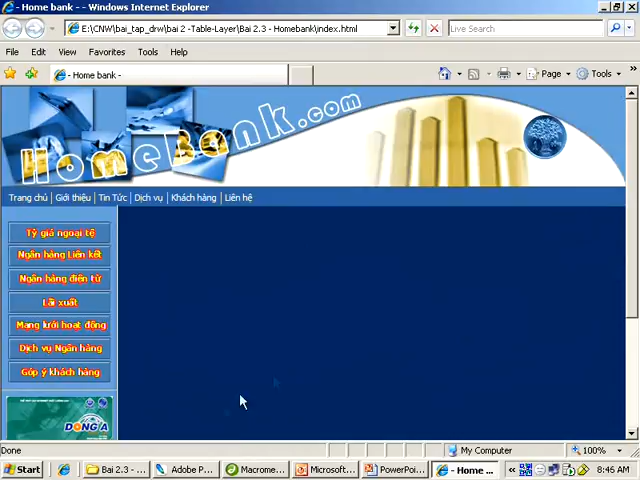 - Home bank - - Windows Internet Explorer
E:\CNW\bai_tap_drw\bai 2 -Table-Layer\Bai 2.3 - Homebank\index.html
Live Search
File Edit View Favorites Tools Help
- Home bank -
Page Tools
HomeBank.com
Trang chủ | Giới thiệu | Tin Tức | Dịch vụ | Khách hàng | Liên hệ
Tỷ giá ngoại tệ
Ngân hàng Liên kết
Ngân hàng điện tử
Lãi xuất
Mạng lưới hoạt động
Dịch vụ Ngân hàng
Góp ý khách hàng
DONG A
Done My Computer 100%
Start Bai 2.3 - ... Adobe P... Macrome... Microsoft... PowerPoi... - Home ... 8:46 AM